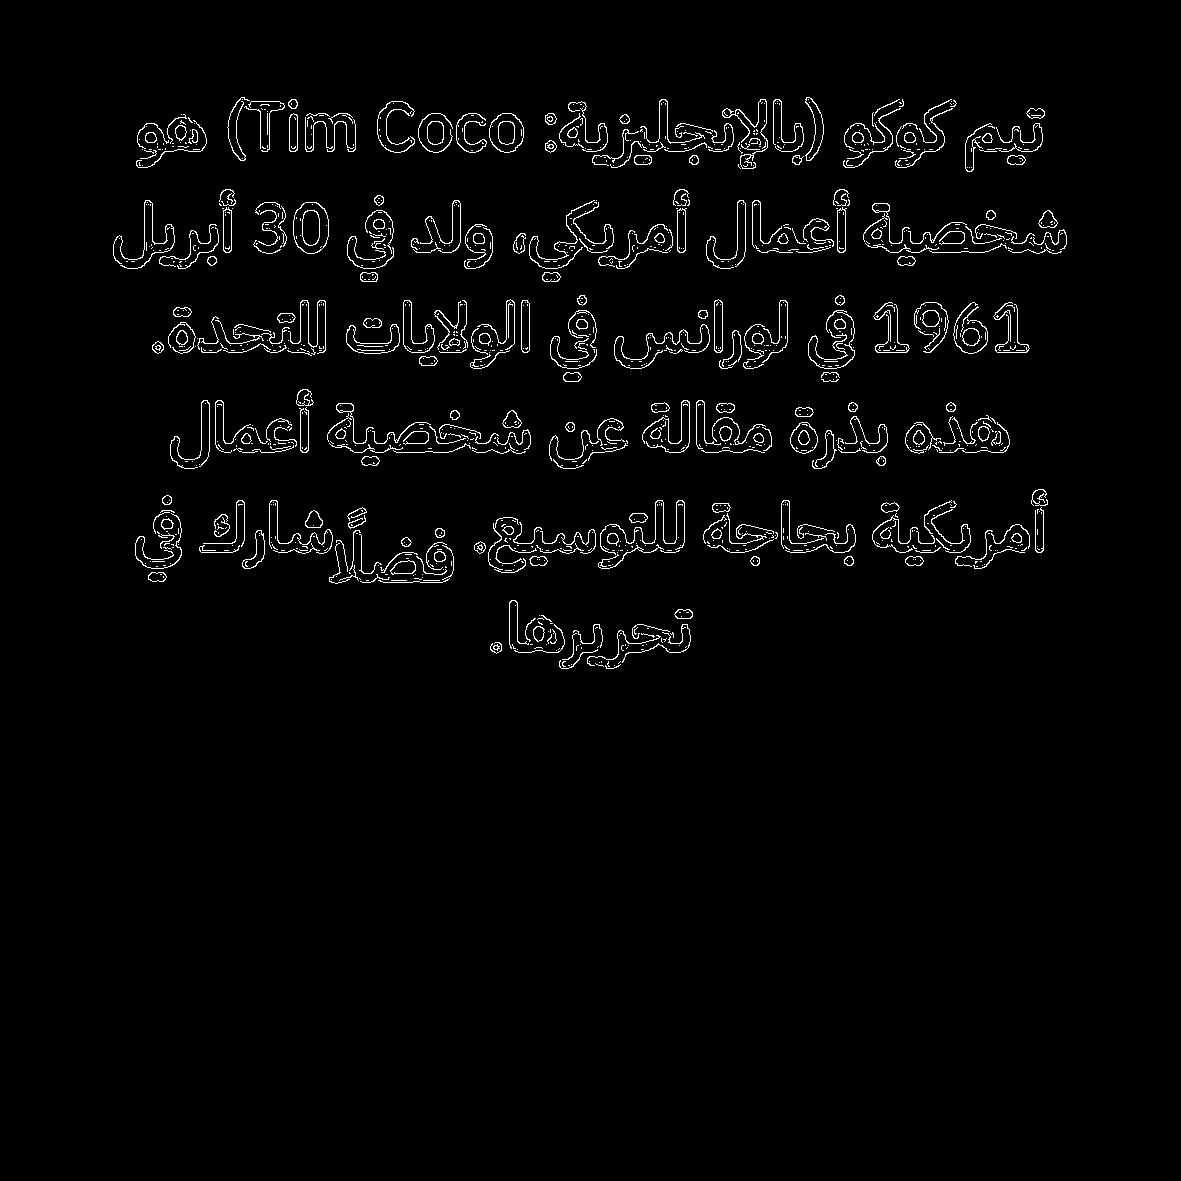 تيم كوكو (بالإنجليزية: Tim Coco) هو
شخصية أعمال أمريكي، ولد في 30 أبريل
1961 في لورانس في الولايات المتحدة.
هذه بذرة مقالة عن شخصية أعمال
أمريكية بحاجة للتوسيع. فضلًا شارك في
تحريرها.